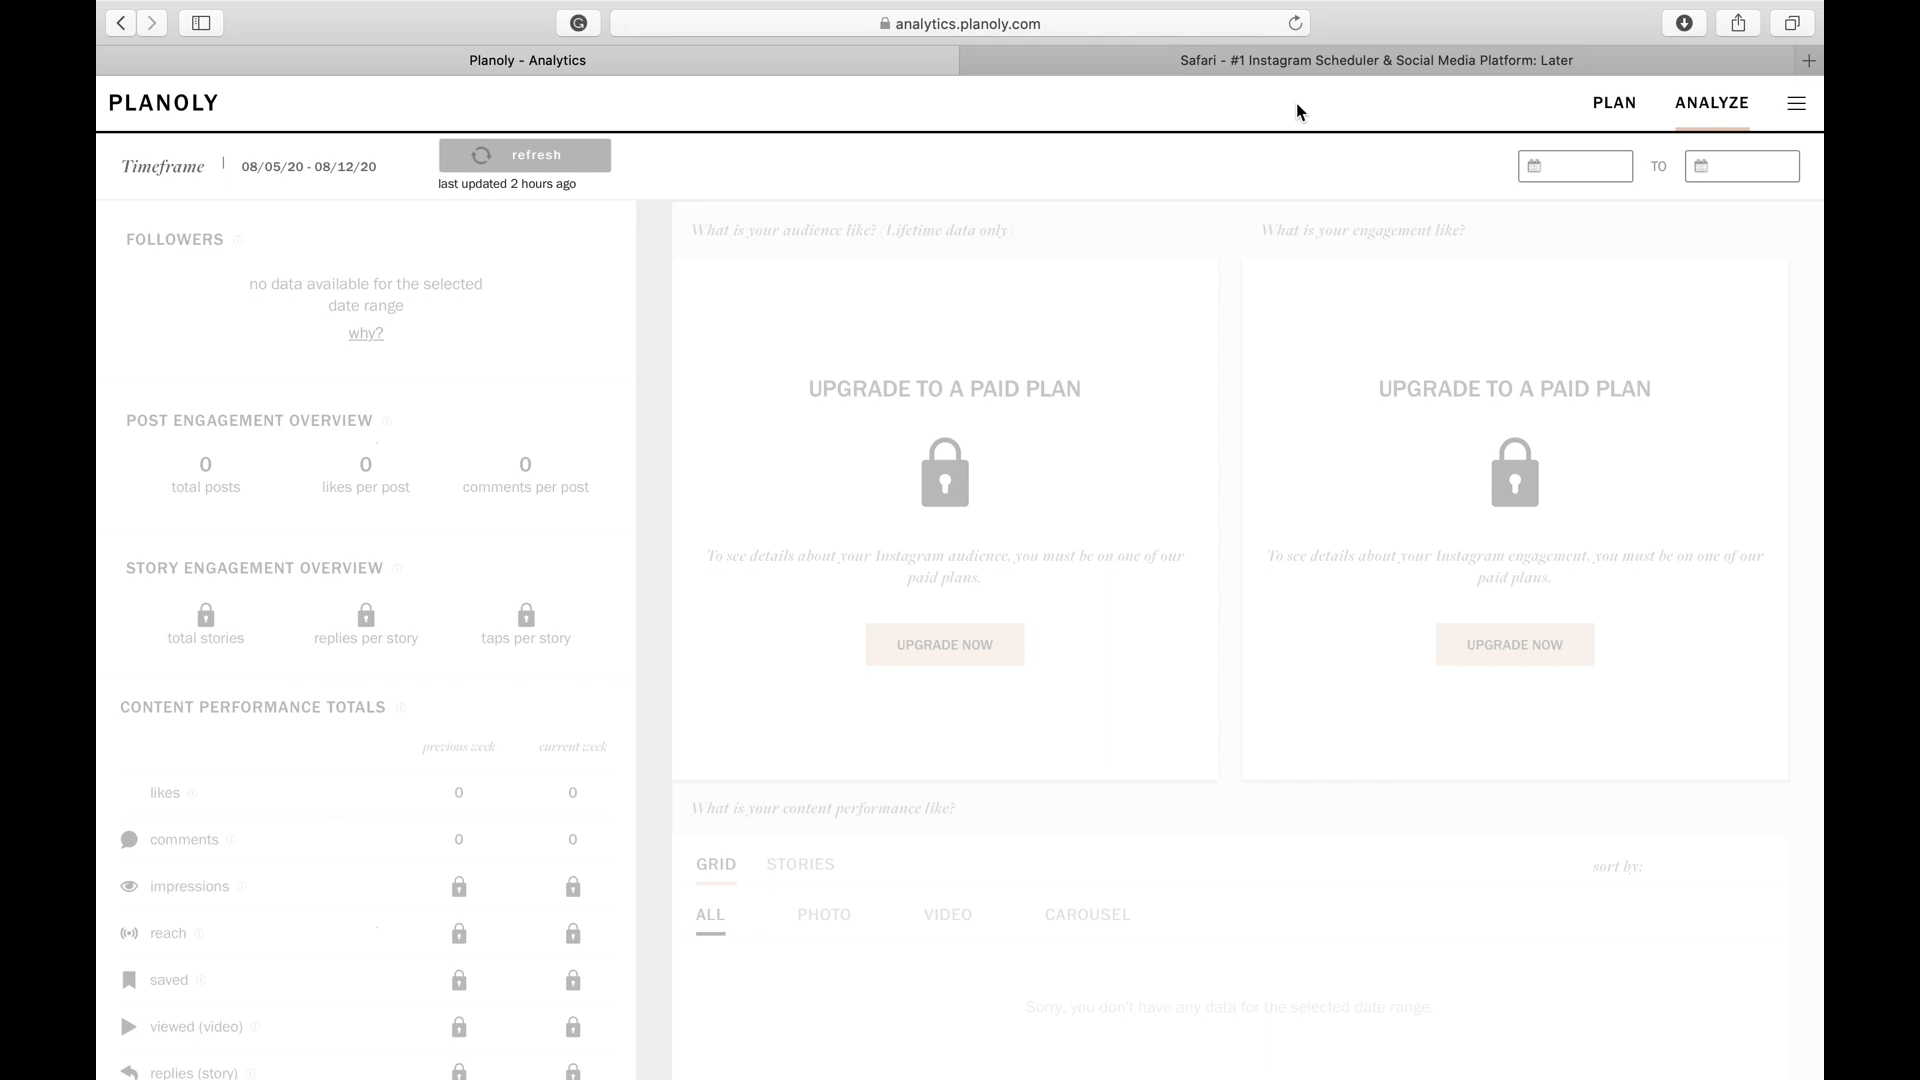 analytics.planoly.com
Planoly - Analytics
Safari - #1 Instagram Scheduler & Social Media Platform: Later
PLANOLY
PLAN
ANALYZE
Timeframe
08/05/20 - 08/12/20
refresh
last updated 2 hours ago
TO
FOLLOWERS
no data available for the selected
date range
why?
POST ENGAGEMENT OVERVIEW
0 0 0
total posts likes per post comments per post
STORY ENGAGEMENT OVERVIEW
total stories replies per story taps per story
CONTENT PERFORMANCE TOTALS
previous week current week
likes 0 0
comments 0 0
impressions
reach
saved
viewed (video)
replies (story)
What is your audience like? (Lifetime data only)
UPGRADE TO A PAID PLAN
To see details about your Instagram audience, you must be on one of our
paid plans.
UPGRADE NOW
What is your engagement like?
UPGRADE TO A PAID PLAN
To see details about your Instagram engagement, you must be on one of our
paid plans.
UPGRADE NOW
What is your content performance like?
GRID STORIES
sort by:
ALL PHOTO VIDEO CAROUSEL
Sorry, you don't have any data for the selected date range.